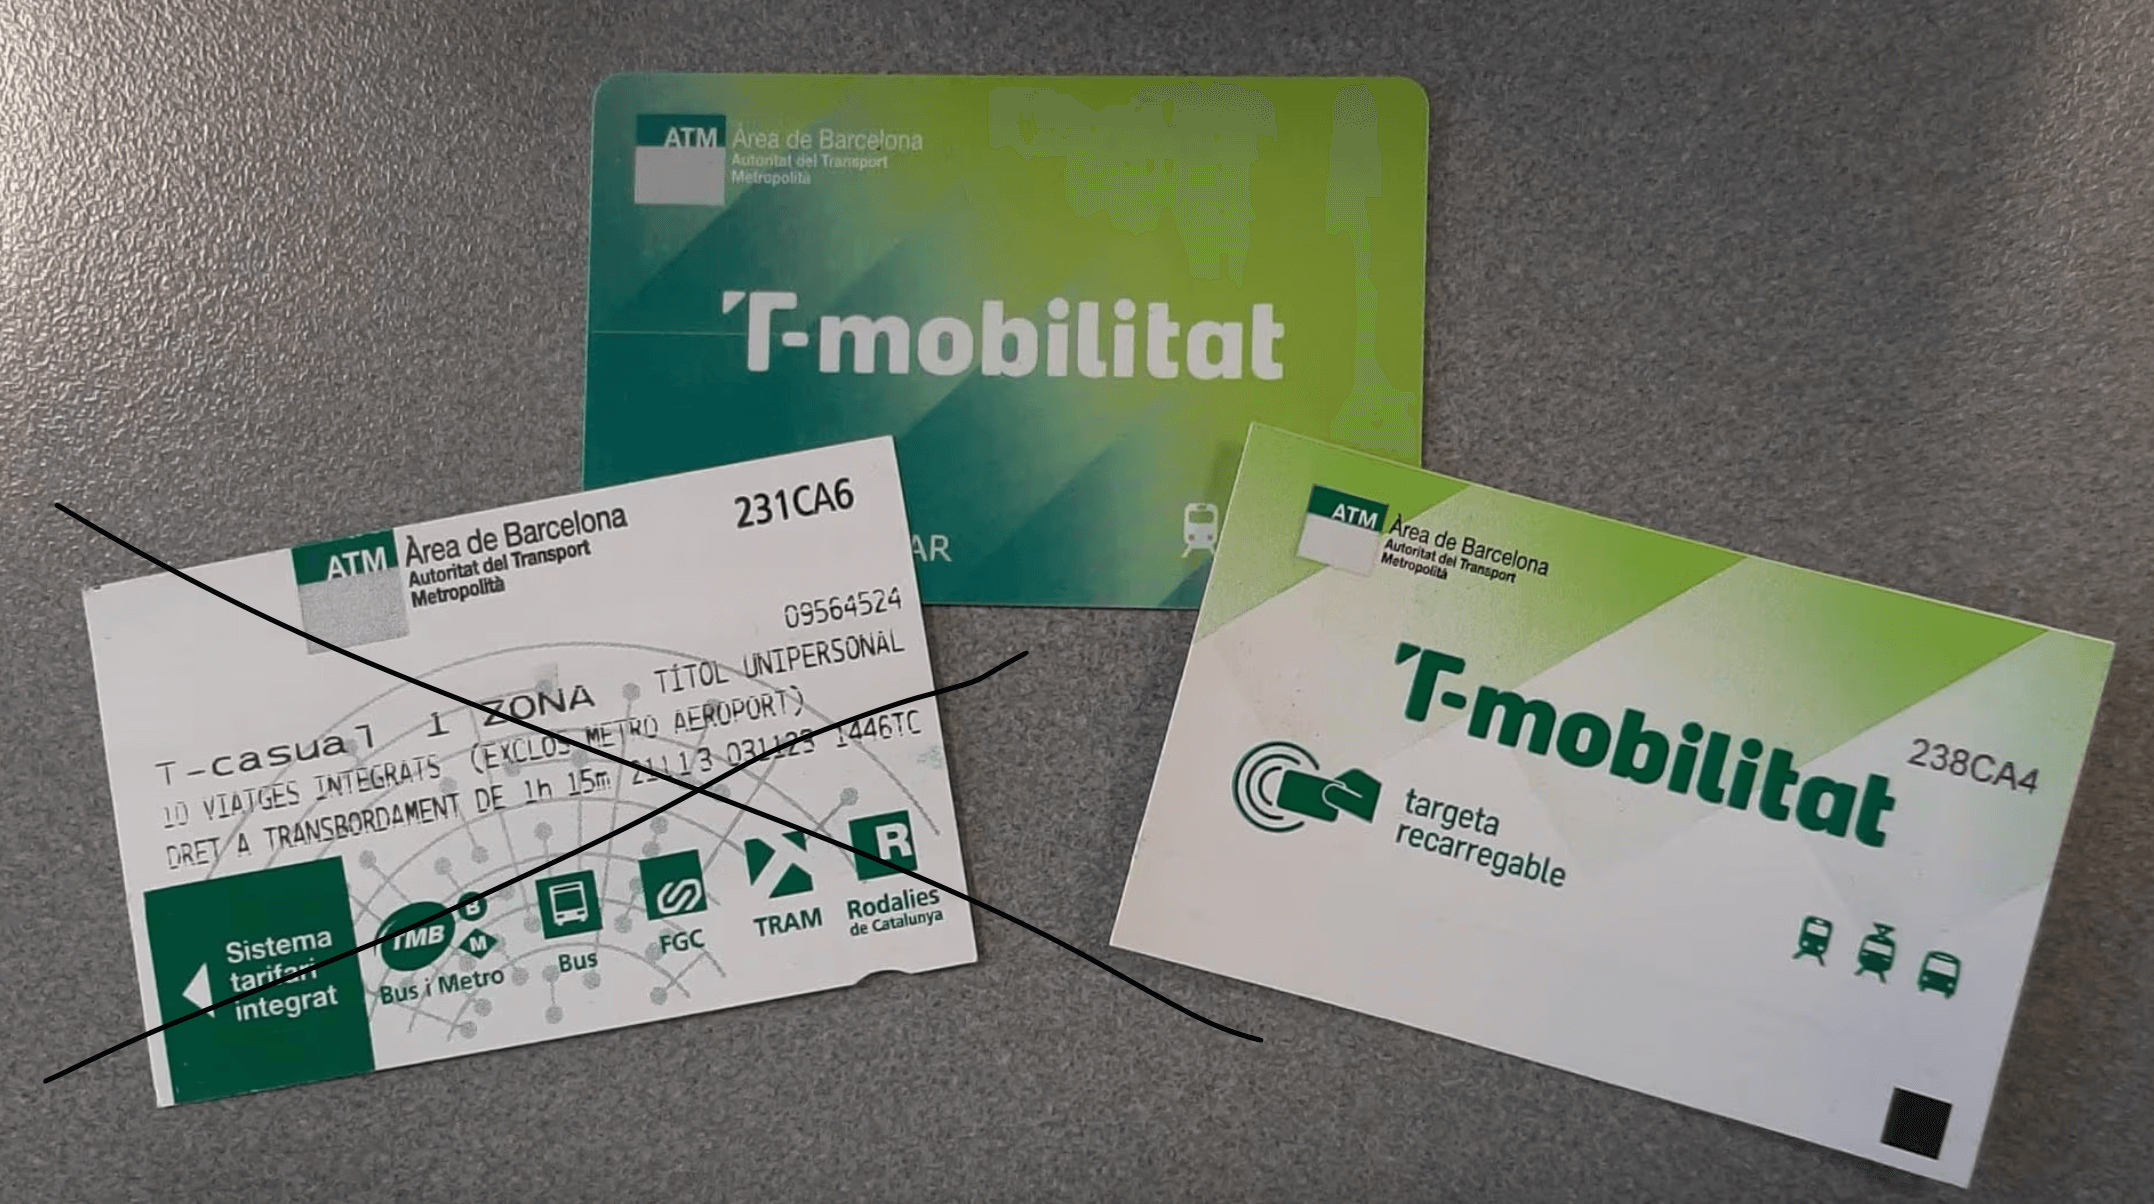 ATM Àrea de Barcelona
Autoritat del Transport
Metropolità
T-mobilitat
AR
ATM Àrea de Barcelona
Autoritat del Transport
Metropolità
231CA6
09564524
T-casual 1 ZONA TÍTOL UNIPERSONAL
10 VIATGES INTEGRATS (EXCLOS METRO AEROPORT)
DRET A TRANSBORDAMENT DE 1h 15m 21113 031123 1446TC
Sistema
tarifari
integrat
TMB B M
Bus i Metro
Bus
FGC
TRAM
R
Rodalies
de Catalunya
ATM Àrea de Barcelona
Autoritat del Transport
Metropolità
T-mobilitat
238CA4
targeta
recarregable